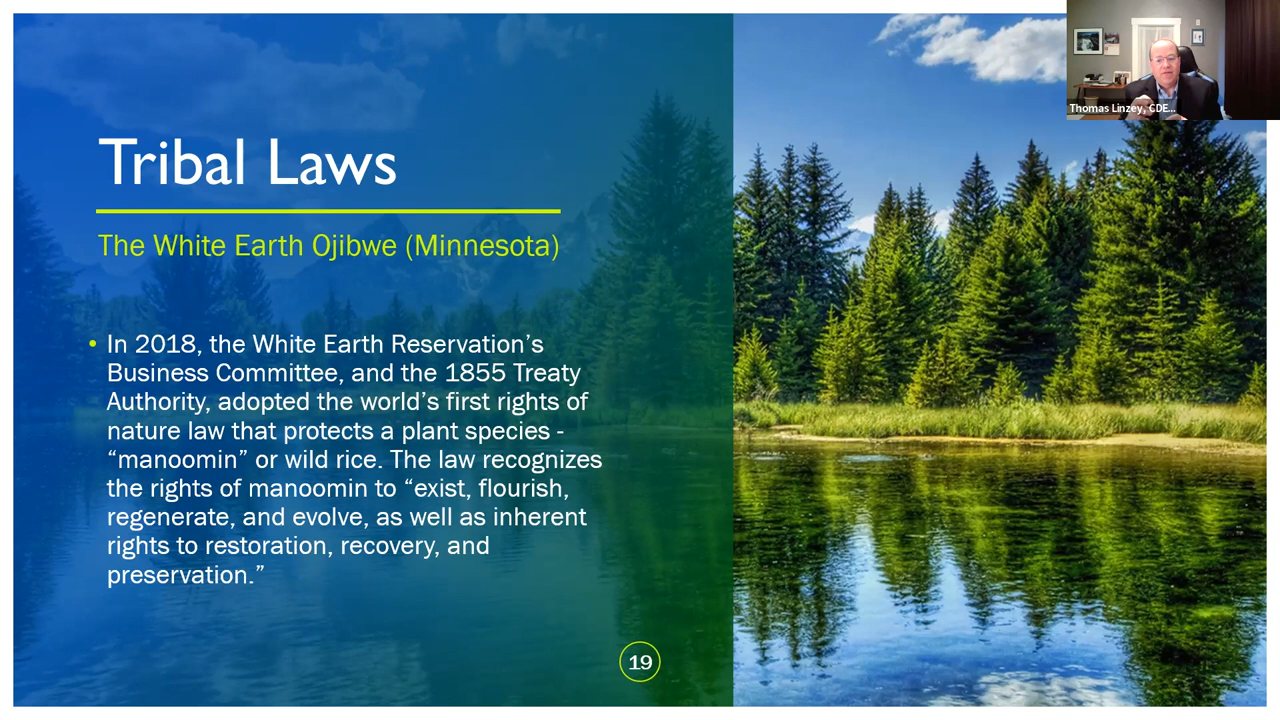 Thomas Linzey, CDE...
Tribal Laws
The White Earth Ojibwe (Minnesota)
• In 2018, the White Earth Reservation’s
Business Committee, and the 1855 Treaty
Authority, adopted the world’s first rights of
nature law that protects a plant species -
“manoomin” or wild rice. The law recognizes
the rights of manoomin to “exist, flourish,
regenerate, and evolve, as well as inherent
rights to restoration, recovery, and
preservation.”
19